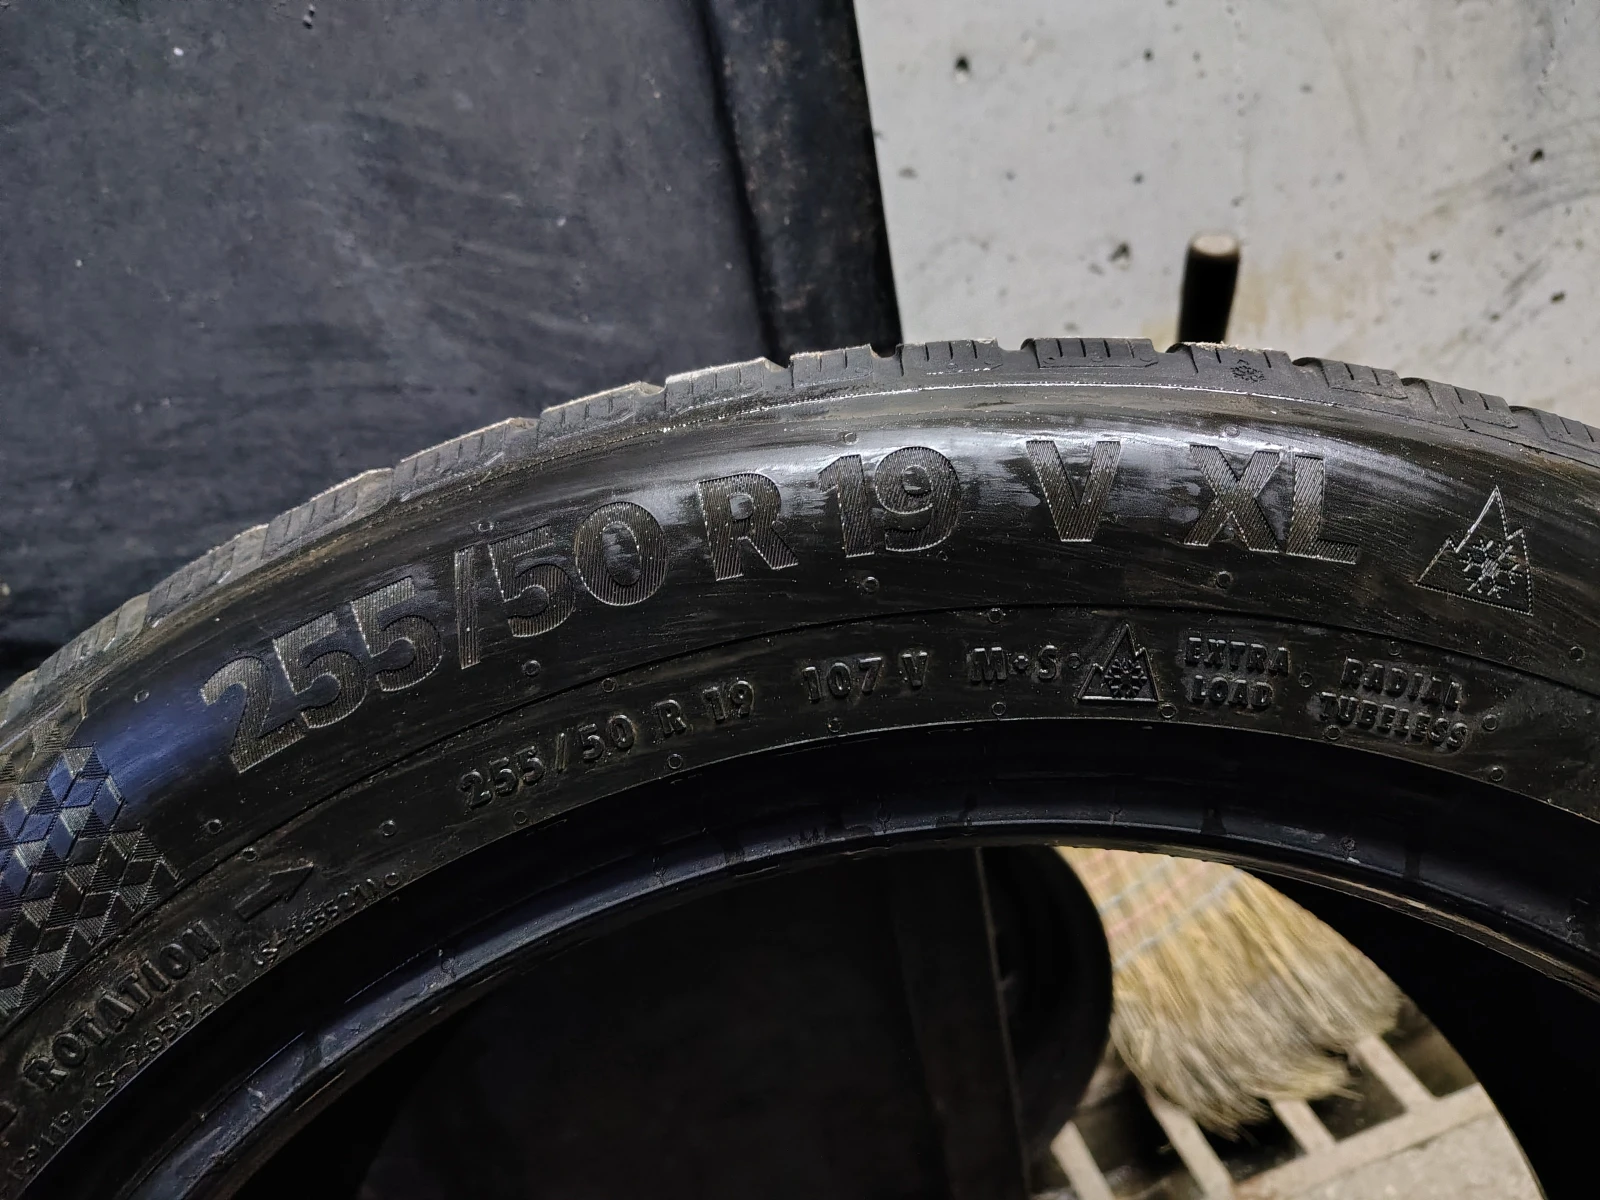 255/50 R 19 V XL
255/50 R 19 107 V M+S EXTRA LOAD RADIAL TUBELESS
ROTATION